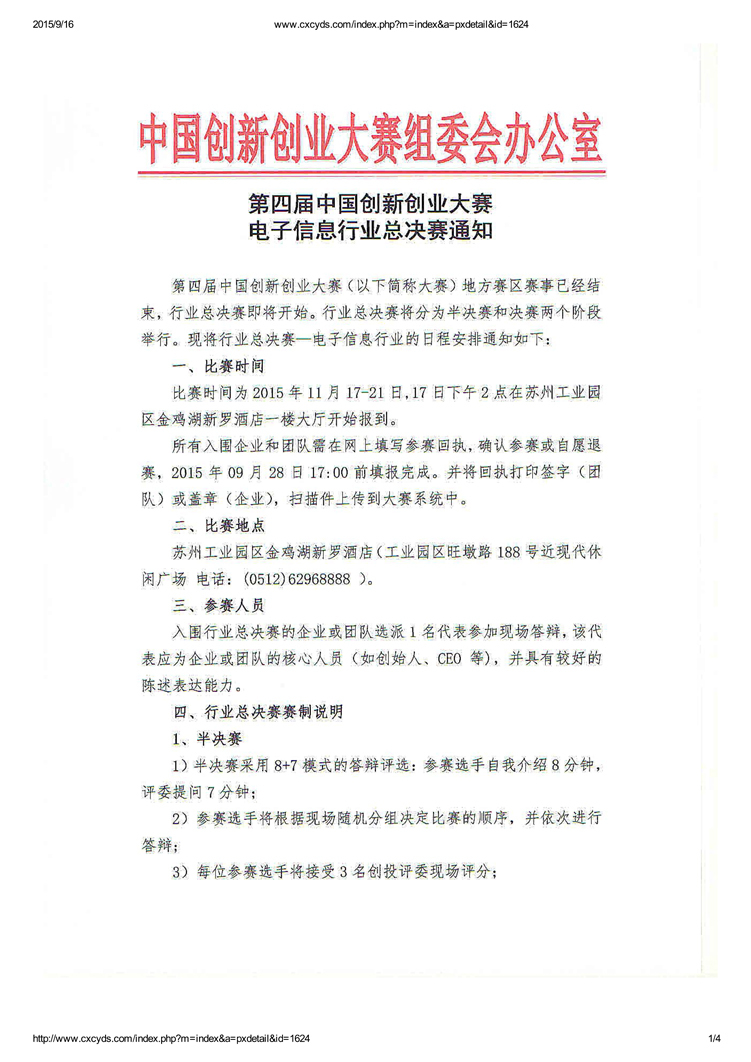 2015/9/16 www.cxcyds.com/index.php?m=index&a=pxdetail&id=1624
中国创新创业大赛组委会办公室
第四届中国创新创业大赛
电子信息行业总决赛通知
第四届中国创新创业大赛（以下简称大赛）地方赛区赛事已经结
束，行业总决赛即将开始。行业总决赛将分为半决赛和决赛两个阶段
举行。现将行业总决赛—电子信息行业的日程安排通知如下：
一、比赛时间
比赛时间为 2015 年 11 月 17-21 日,17 日下午 2 点在苏州工业园
区金鸡湖新罗酒店一楼大厅开始报到。
所有入围企业和团队需在网上填写参赛回执，确认参赛或自愿退
赛，2015 年 09 月 28 日 17:00 前填报完成。并将回执打印签字（团
队）或盖章（企业），扫描件上传到大赛系统中。
二、比赛地点
苏州工业园区金鸡湖新罗酒店（工业园区旺墩路 188 号近现代休
闲广场 电话：(0512)62968888 ）。
三、参赛人员
入围行业总决赛的企业或团队选派 1 名代表参加现场答辩，该代
表应为企业或团队的核心人员（如创始人、CEO 等），并具有较好的
陈述表达能力。
四、行业总决赛赛制说明
1、半决赛
1）半决赛采用 8+7 模式的答辩评选：参赛选手自我介绍 8 分钟，
评委提问 7 分钟；
2）参赛选手将根据现场随机分组决定比赛的顺序，并依次进行
答辩；
3）每位参赛选手将接受 3 名创投评委现场评分；
http://www.cxcyds.com/index.php?m=index&a=pxdetail&id=1624 1/4